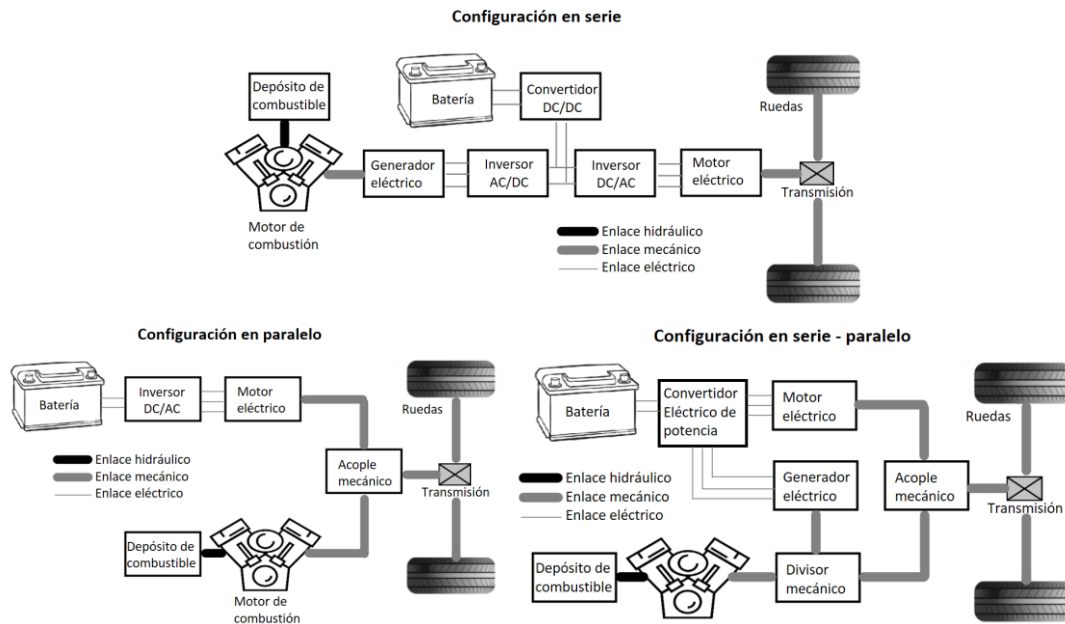 Configuración en serie
Depósito de
combustible
Batería
Convertidor
DC/DC
Ruedas
Generador
eléctrico
Inversor
AC/DC
Inversor
DC/AC
Motor
eléctrico
Transmisión
Motor de
combustión
Enlace hidráulico
Enlace mecánico
Enlace eléctrico
Configuración en paralelo
Batería
Inversor
DC/AC
Motor
eléctrico
Ruedas
Enlace hidráulico
Enlace mecánico
Enlace eléctrico
Acople
mecánico
Transmisión
Depósito de
combustible
Motor de
combustión
Configuración en serie - paralelo
Batería
Convertidor
Eléctrico de
potencia
Motor
eléctrico
Ruedas
Enlace hidráulico
Enlace mecánico
Enlace eléctrico
Generador
eléctrico
Acople
mecánico
Transmisión
Depósito de
combustible
Divisor
mecánico